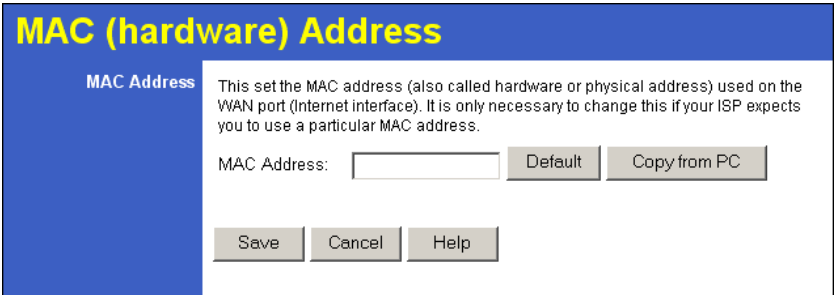 MAC (hardware) Address
MAC Address
This set the MAC address (also called hardware or physical address) used on the
WAN port (Internet interface). It is only necessary to change this if your ISP expects
you to use a particular MAC address.
MAC Address: Default Copy from PC
Save Cancel Help